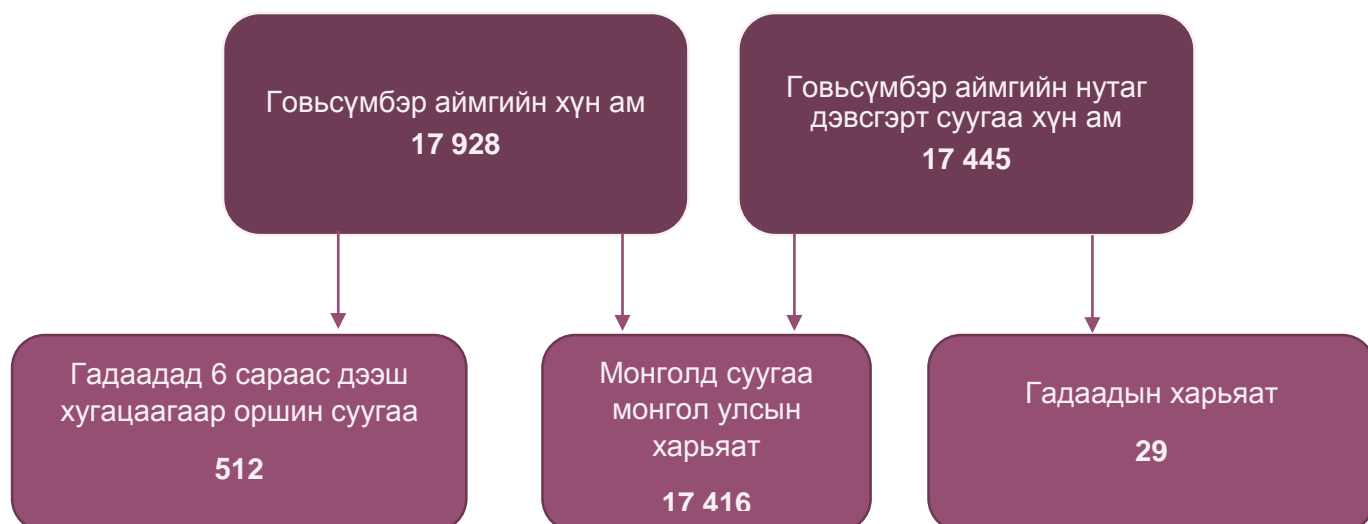 Говьсүмбэр аймгийн хүн ам
17 928
Говьсүмбэр аймгийн нутаг
дэвсгэрт суугаа хүн ам
17 445
Гадаадад 6 сараас дээш
хугацаагаар оршин суугаа
512
Монголд суугаа
монгол улсын
харьяат
17 416
Гадаадын харьяат
29